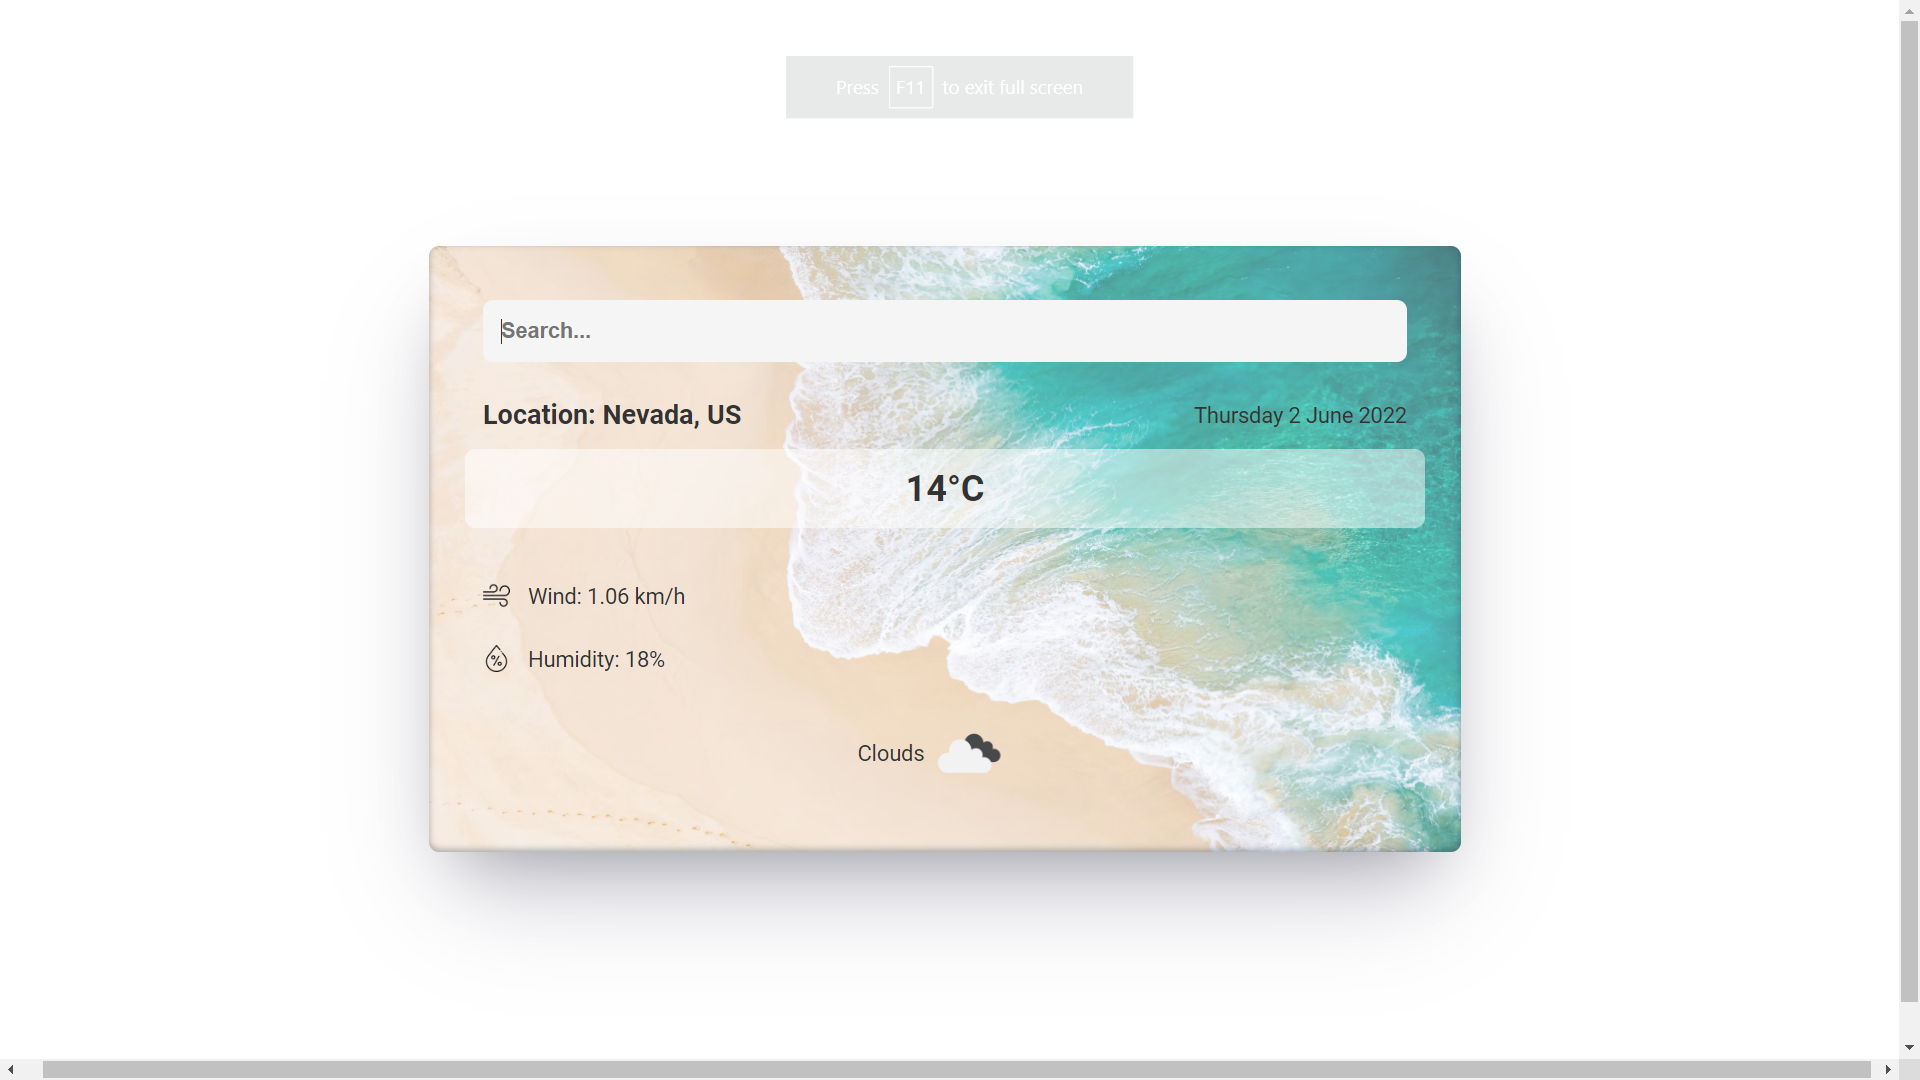 Press F11 to exit full screen
Search...
Location: Nevada, US
Thursday 2 June 2022
14°C
Wind: 1.06 km/h
Humidity: 18%
Clouds